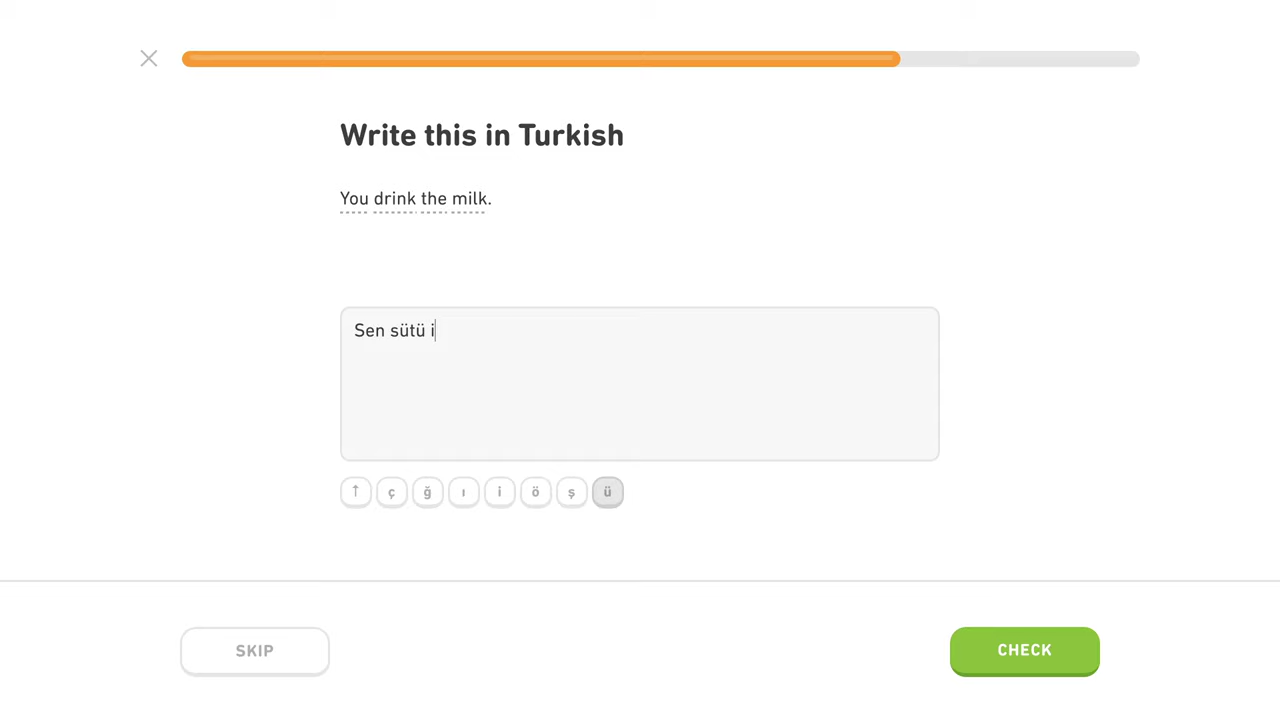 Write this in Turkish
You drink the milk.
Sen sütü i
↑ ç ğ ı i ö ş ü
SKIP
CHECK